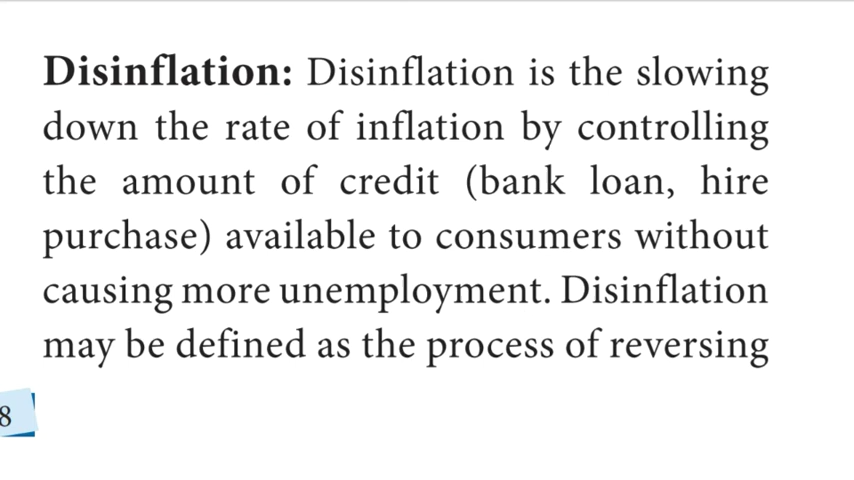 Disinflation: Disinflation is the slowing
down the rate of inflation by controlling
the amount of credit (bank loan, hire
purchase) available to consumers without
causing more unemployment. Disinflation
may be defined as the process of reversing
8